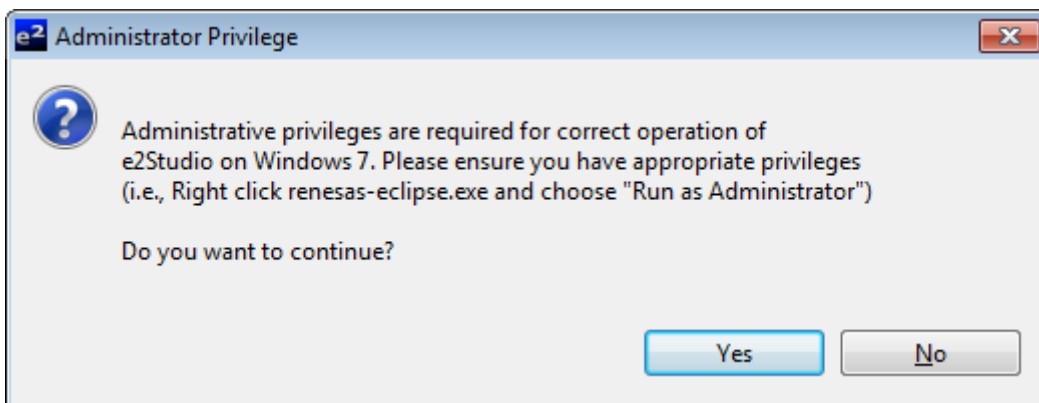 e² Administrator Privilege
?
Administrative privileges are required for correct operation of
e2Studio on Windows 7. Please ensure you have appropriate privileges
(i.e., Right click renesas-eclipse.exe and choose "Run as Administrator")
Do you want to continue?
Yes No